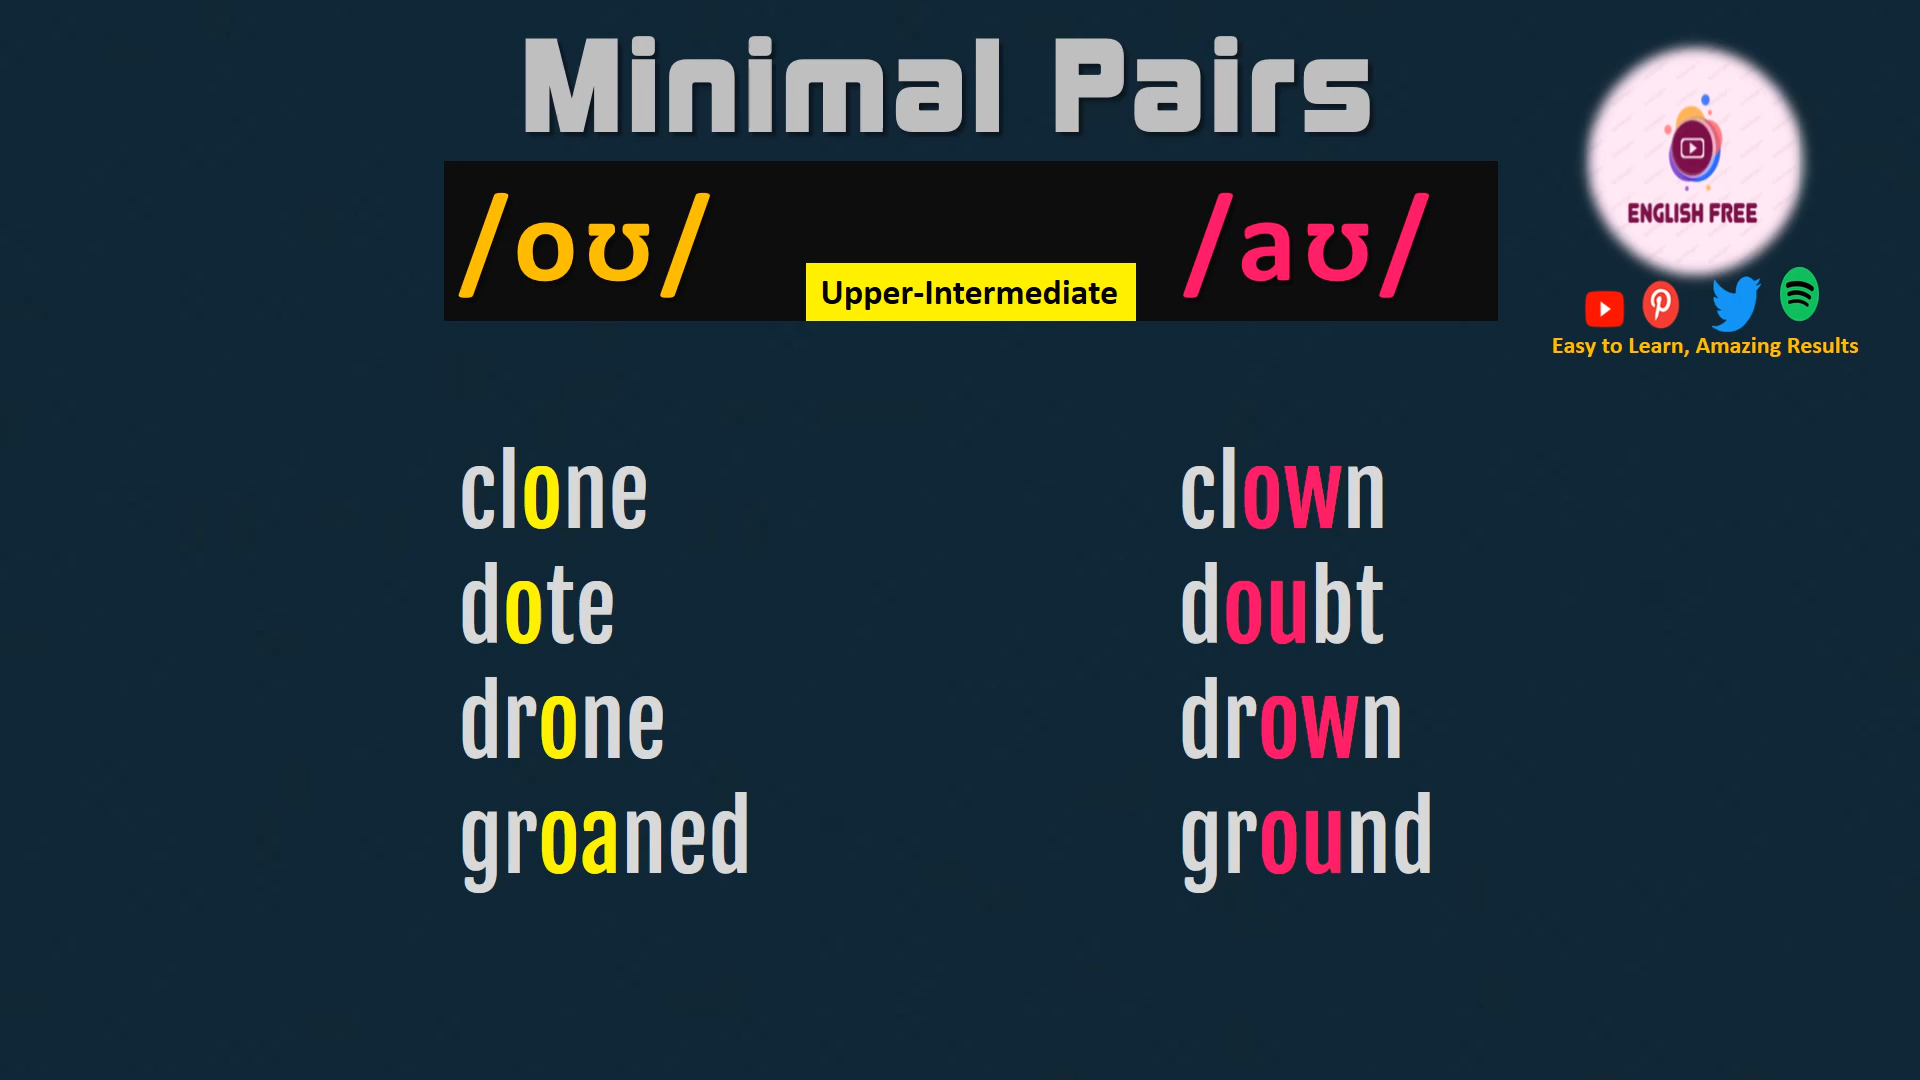 Minimal Pairs
/oʊ/ /aʊ/
Upper-Intermediate
ENGLISH FREE
Easy to Learn, Amazing Results
clone clown
dote doubt
drone drown
groaned ground